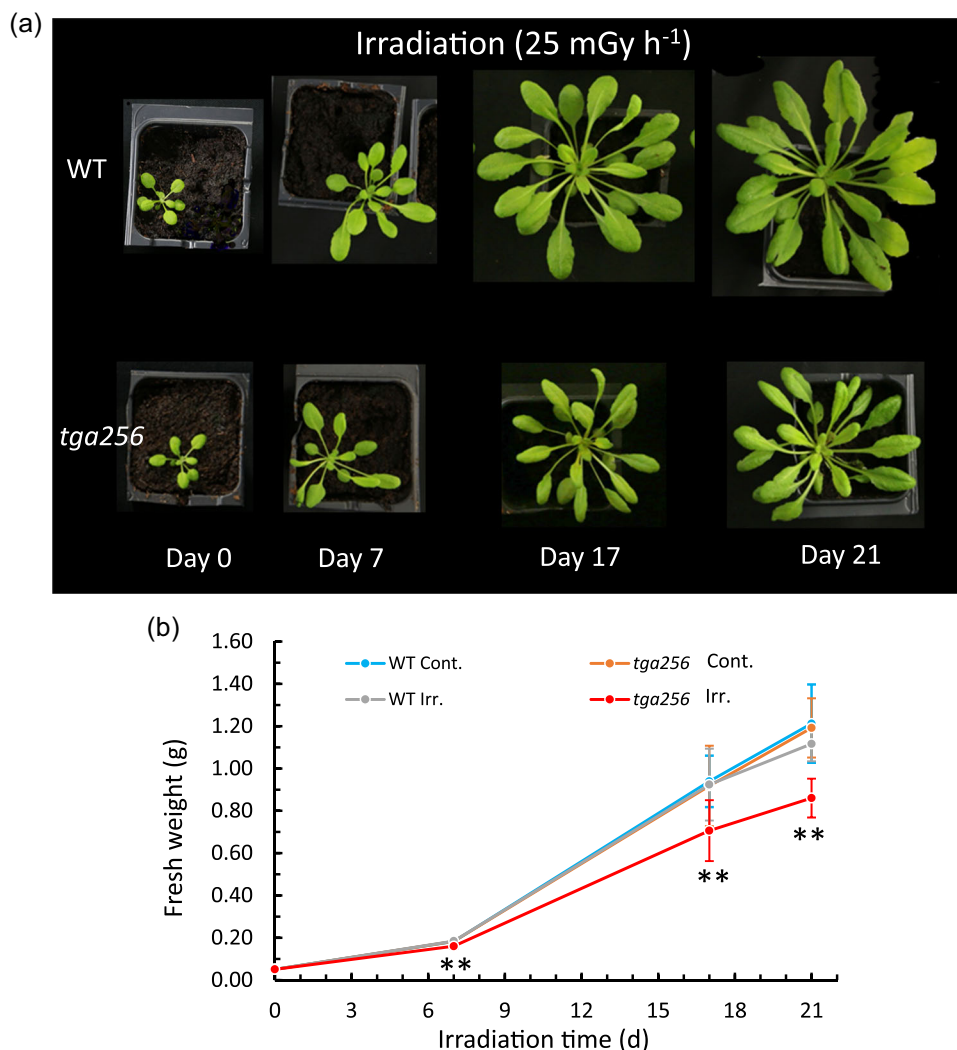 (a)
Irradiation (25 mGy h⁻¹)
WT
tga256
Day 0 Day 7 Day 17 Day 21
(b)
1.60
1.40
1.20
1.00
0.80
0.60
0.40
0.20
0.00
Fresh weight (g)
WT Cont. tga256 Cont.
WT Irr. tga256 Irr.
**
**
**
0 3 6 9 12 15 18 21
Irradiation time (d)